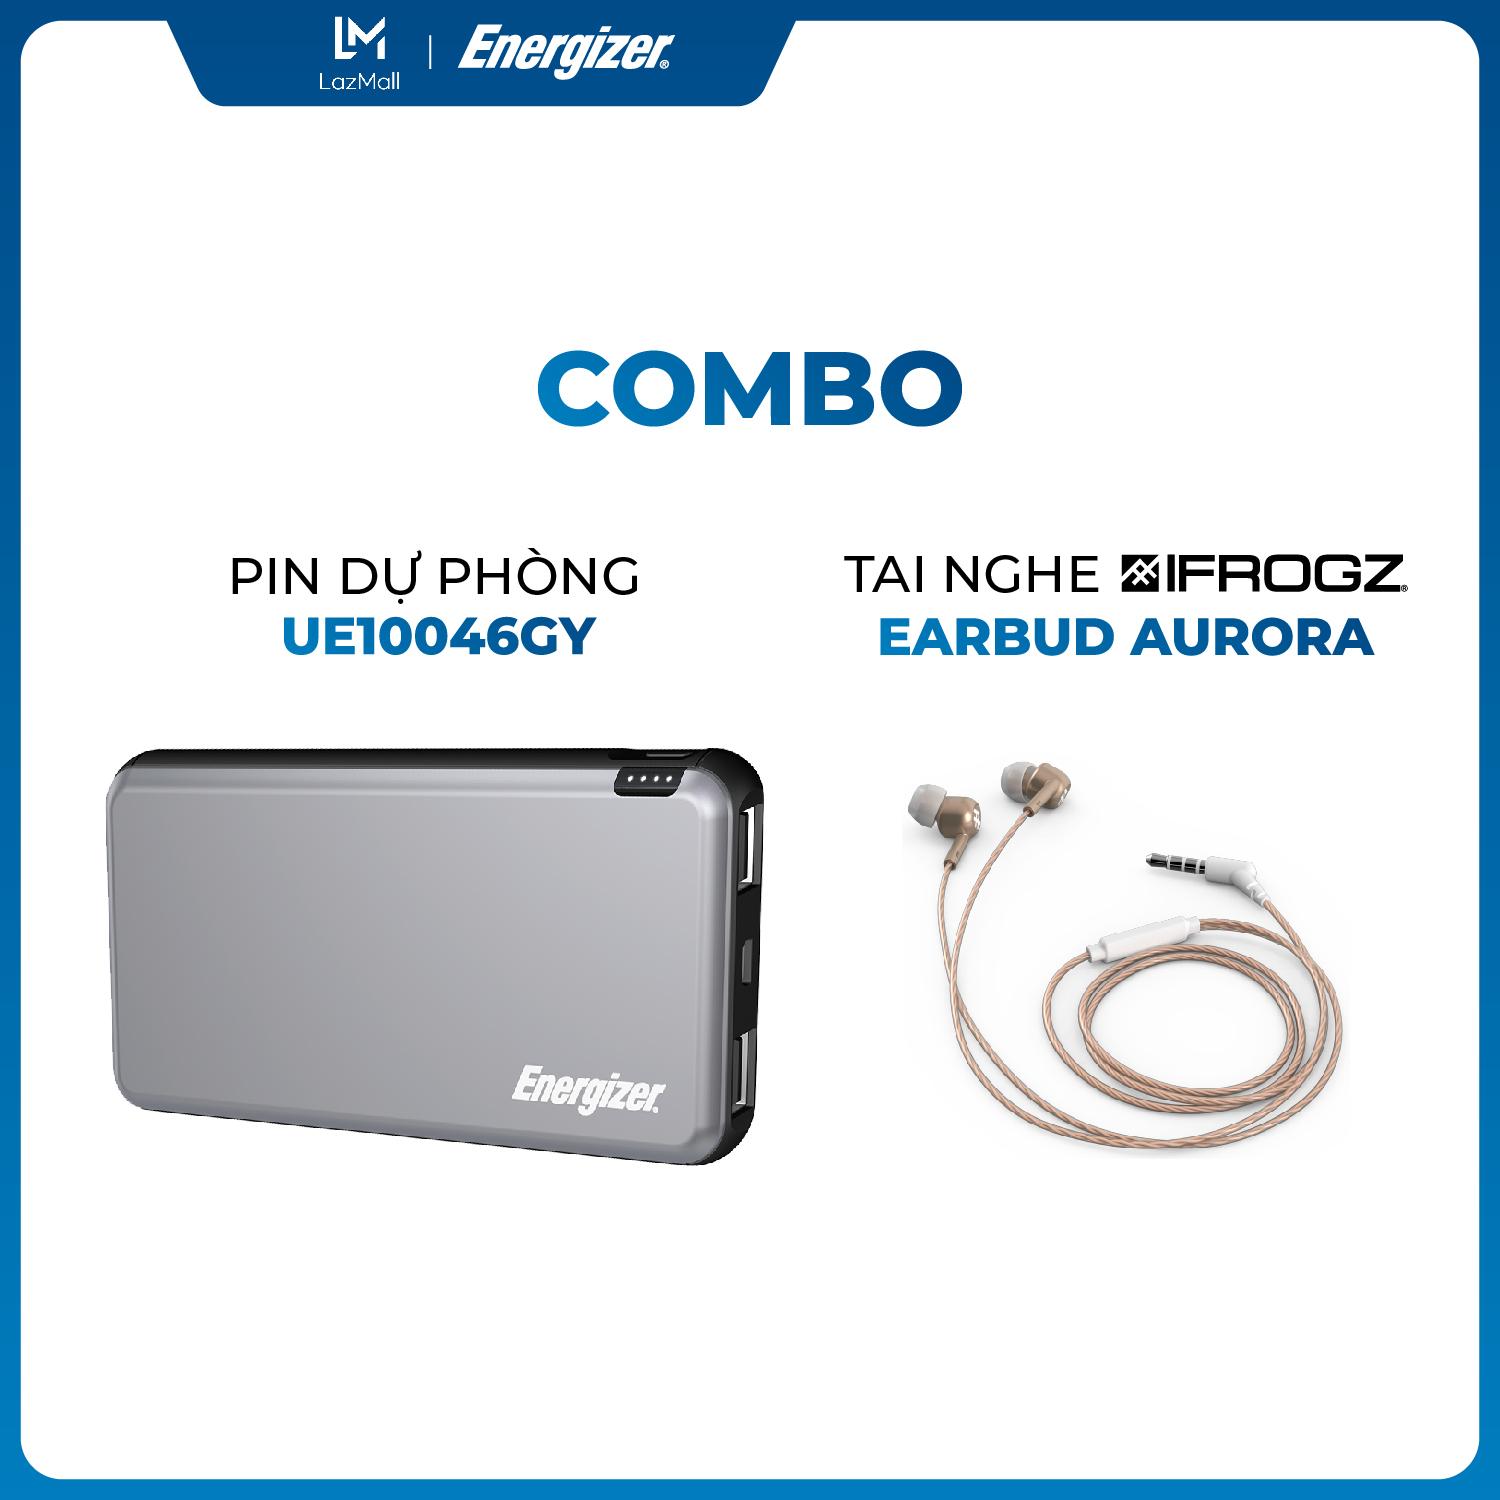 LM
LazMall | Energizer®
COMBO
PIN DỰ PHÒNG
UE10046GY
TAI NGHE IFROGZ®
EARBUD AURORA
Energizer